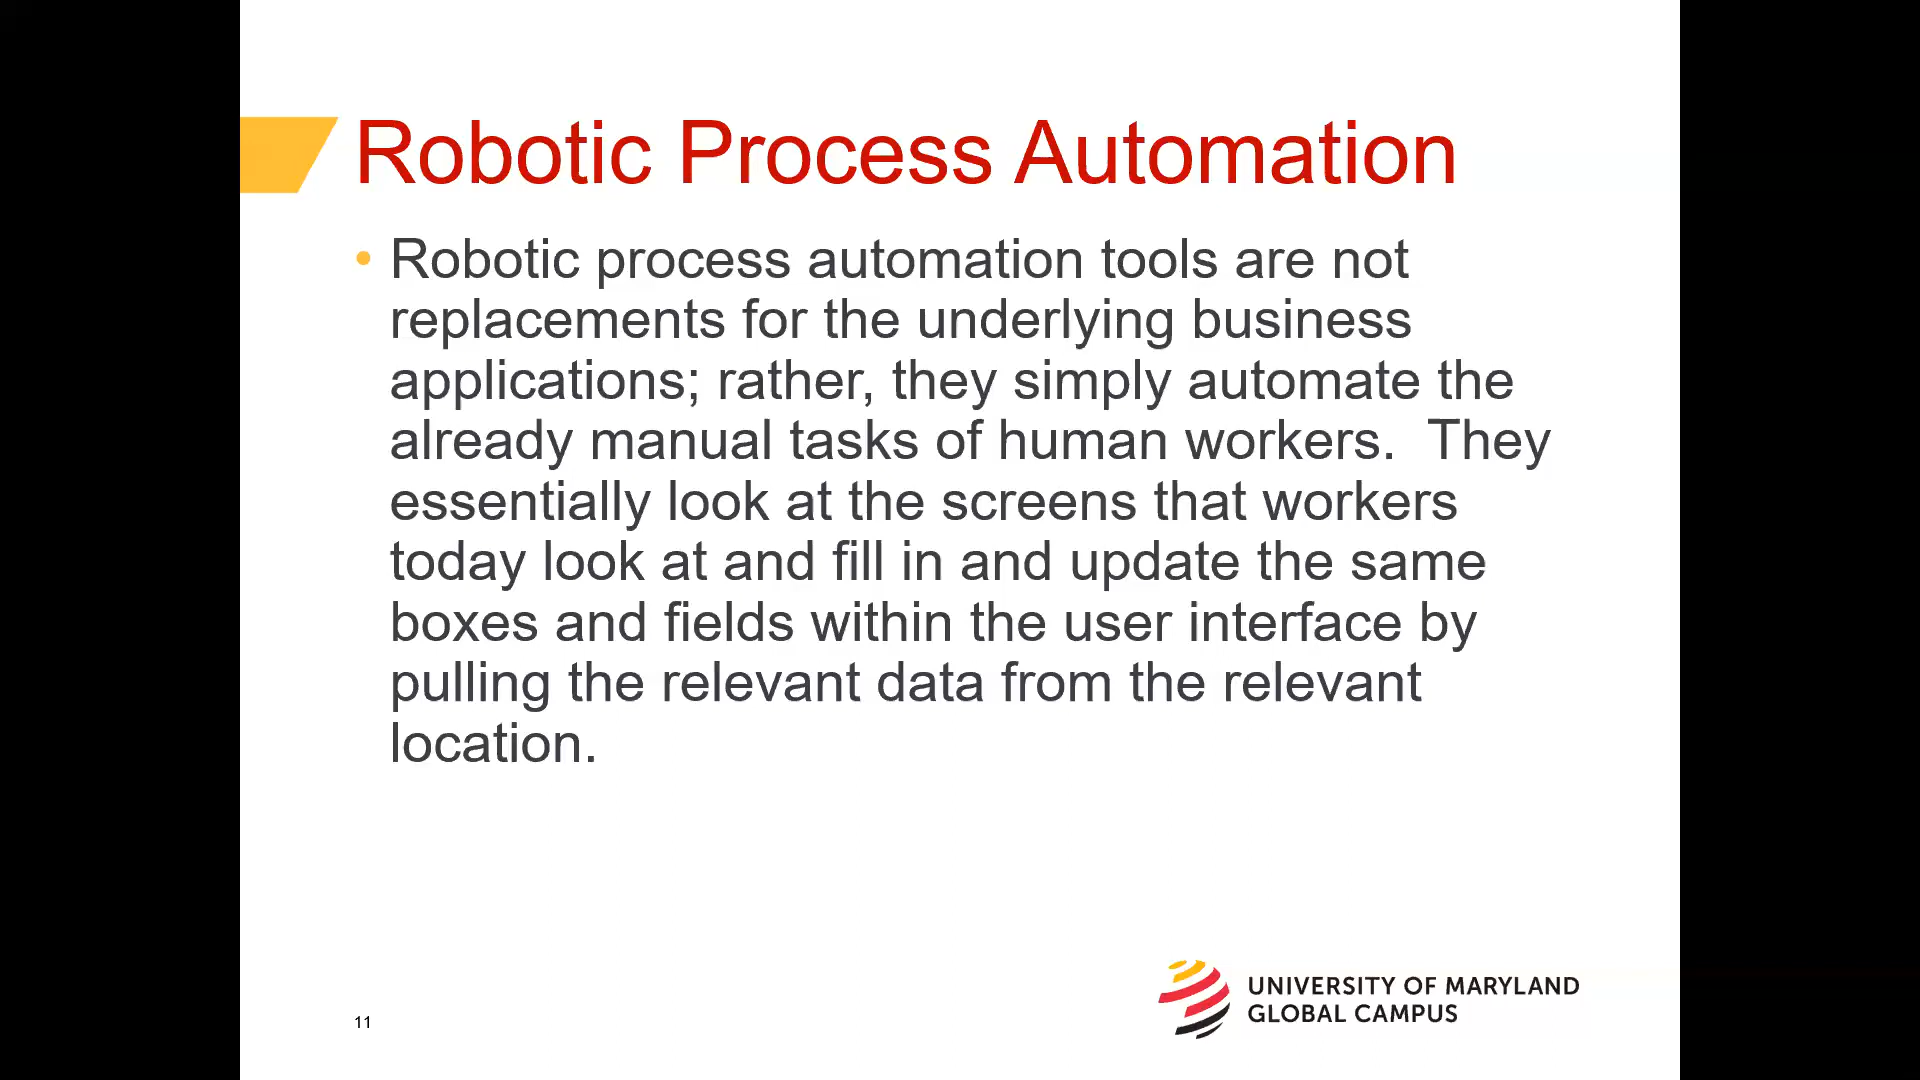 Robotic Process Automation
• Robotic process automation tools are not
replacements for the underlying business
applications; rather, they simply automate the
already manual tasks of human workers.  They
essentially look at the screens that workers
today look at and fill in and update the same
boxes and fields within the user interface by
pulling the relevant data from the relevant
location.
UNIVERSITY OF MARYLAND
GLOBAL CAMPUS
11